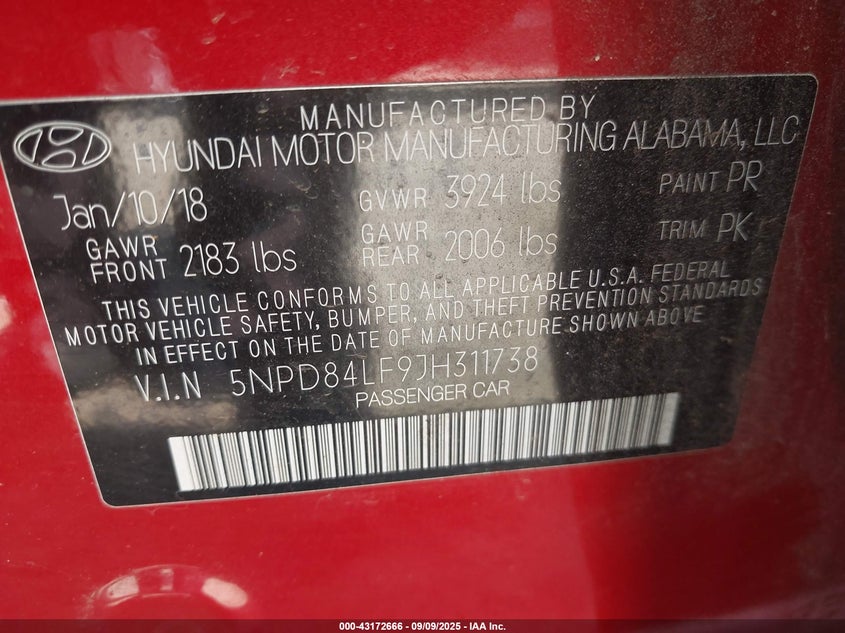 MANUFACTURED BY
HYUNDAI MOTOR MANUFACTURING ALABAMA, LLC
Jan/10/18 GVWR 3924 lbs PAINT PR
GAWR FRONT 2183 lbs GAWR REAR 2006 lbs TRIM PK
THIS VEHICLE CONFORMS TO ALL APPLICABLE U.S.A. FEDERAL
MOTOR VEHICLE SAFETY, BUMPER, AND THEFT PREVENTION STANDARDS
IN EFFECT ON THE DATE OF MANUFACTURE SHOWN ABOVE
V.I.N 5NPD84LF9JH311738
PASSENGER CAR
000-43172666 - 09/09/2025 - IAA Inc.